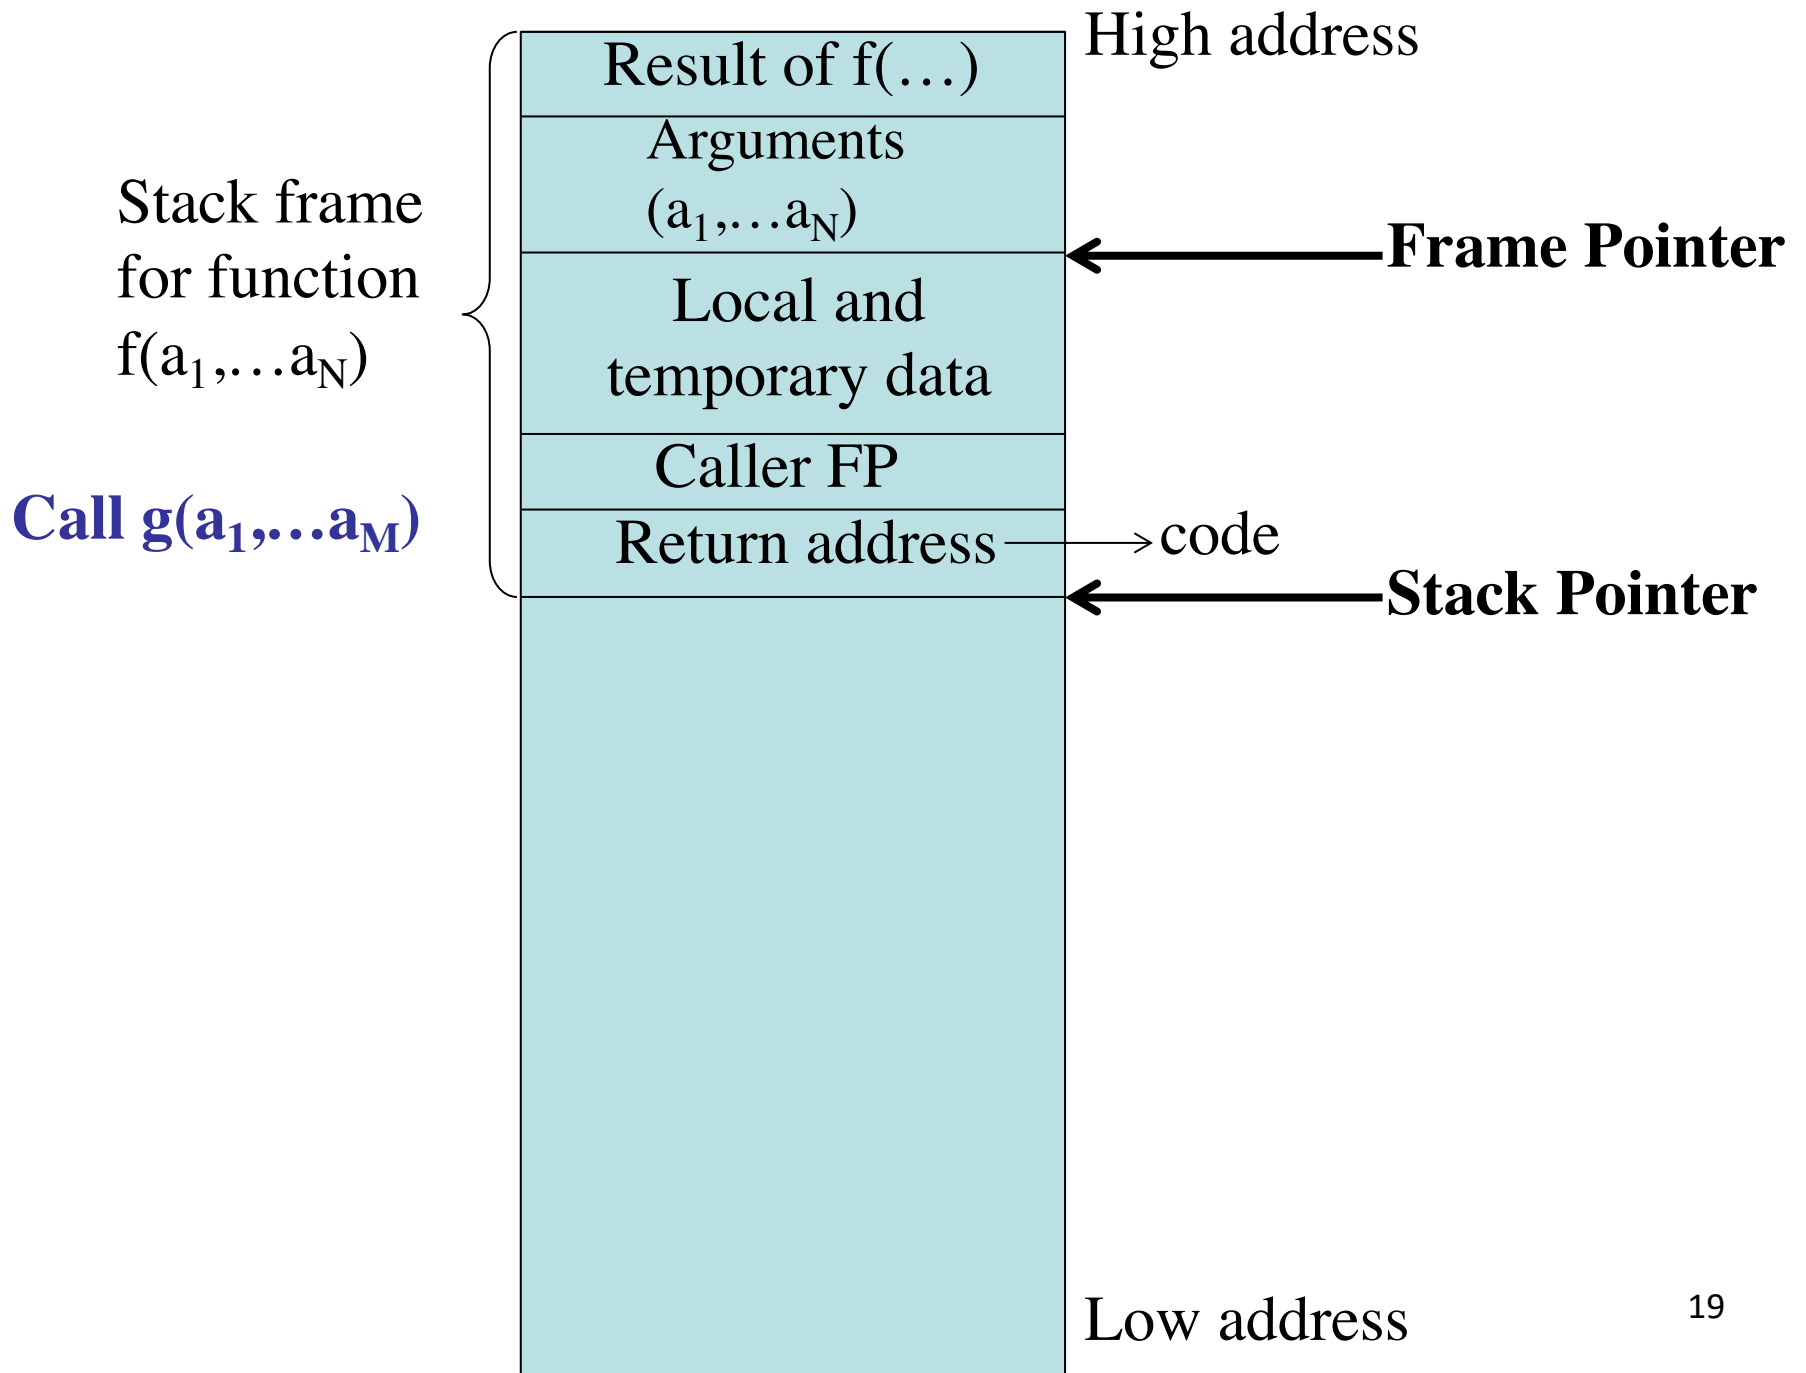 High address
Result of f(…)
Arguments
(a₁,…aN)
Stack frame
for function
f(a₁,…aN)
Frame Pointer
Local and
temporary data
Caller FP
Call g(a₁,…aM)
Return address
code
Stack Pointer
Low address
19